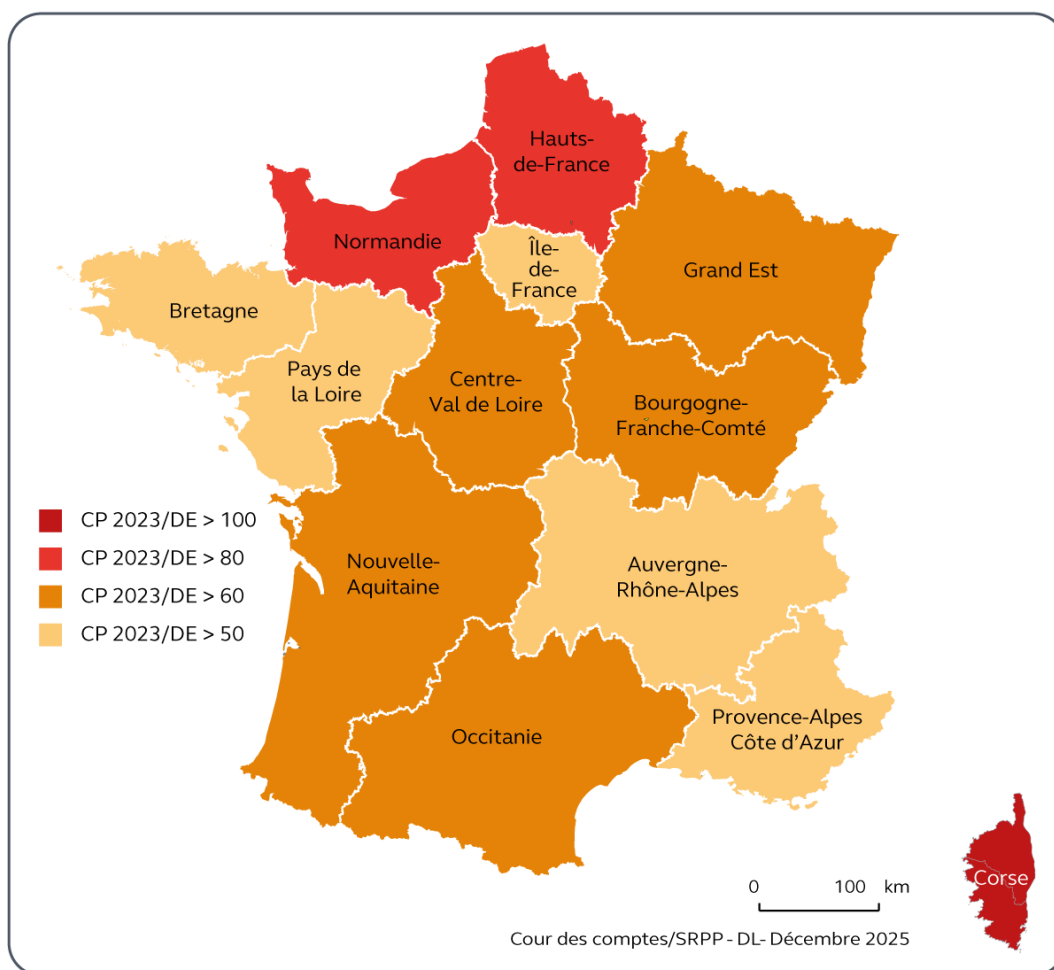 Hauts-
de-France
Normandie
Île-
de-
France
Grand Est
Bretagne
Pays de
la Loire
Centre-
Val de Loire
Bourgogne-
Franche-Comté
CP 2023/DE > 100
CP 2023/DE > 80
CP 2023/DE > 60
CP 2023/DE > 50
Nouvelle-
Aquitaine
Auvergne-
Rhône-Alpes
Occitanie
Provence-Alpes
Côte d'Azur
Corse
0 100 km
Cour des comptes/SRPP - DL- Décembre 2025